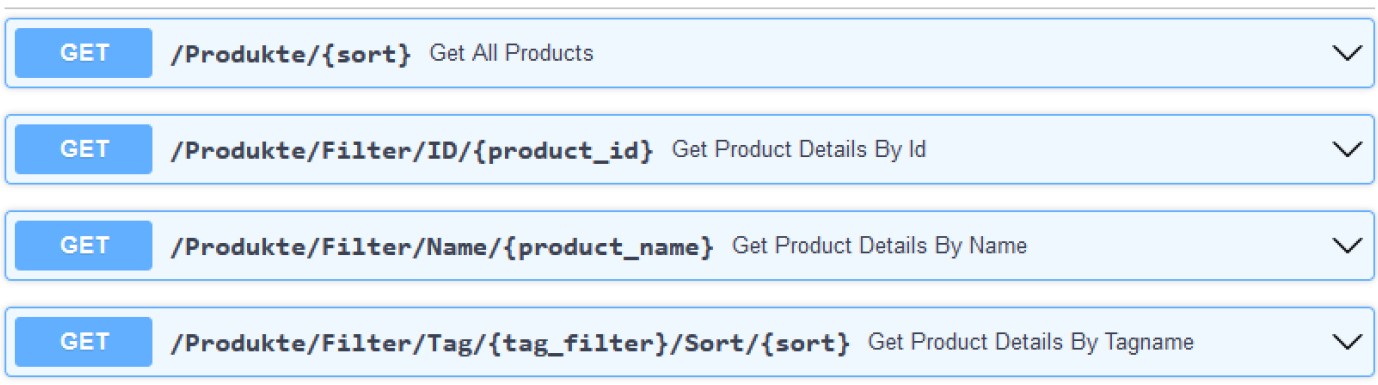 GET /Produkte/{sort} Get All Products
GET /Produkte/Filter/ID/{product_id} Get Product Details By Id
GET /Produkte/Filter/Name/{product_name} Get Product Details By Name
GET /Produkte/Filter/Tag/{tag_filter}/Sort/{sort} Get Product Details By Tagname